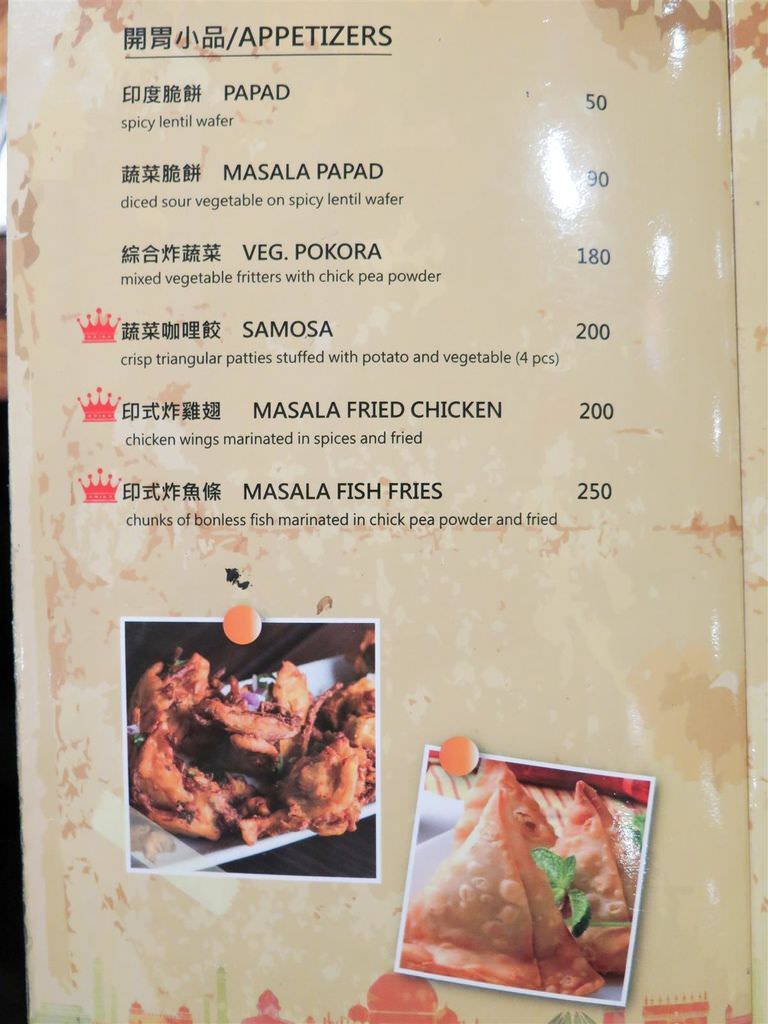 開胃小品/APPETIZERS
印度脆餅 PAPAD 50
spicy lentil wafer
蔬菜脆餅 MASALA PAPAD 90
diced sour vegetable on spicy lentil wafer
綜合炸蔬菜 VEG. POKORA 180
mixed vegetable fritters with chick pea powder
蔬菜咖哩餃 SAMOSA 200
crisp triangular patties stuffed with potato and vegetable (4 pcs)
印式炸雞翅 MASALA FRIED CHICKEN 200
chicken wings marinated in spices and fried
印式炸魚條 MASALA FISH FRIES 250
chunks of bonless fish marinated in chick pea powder and fried